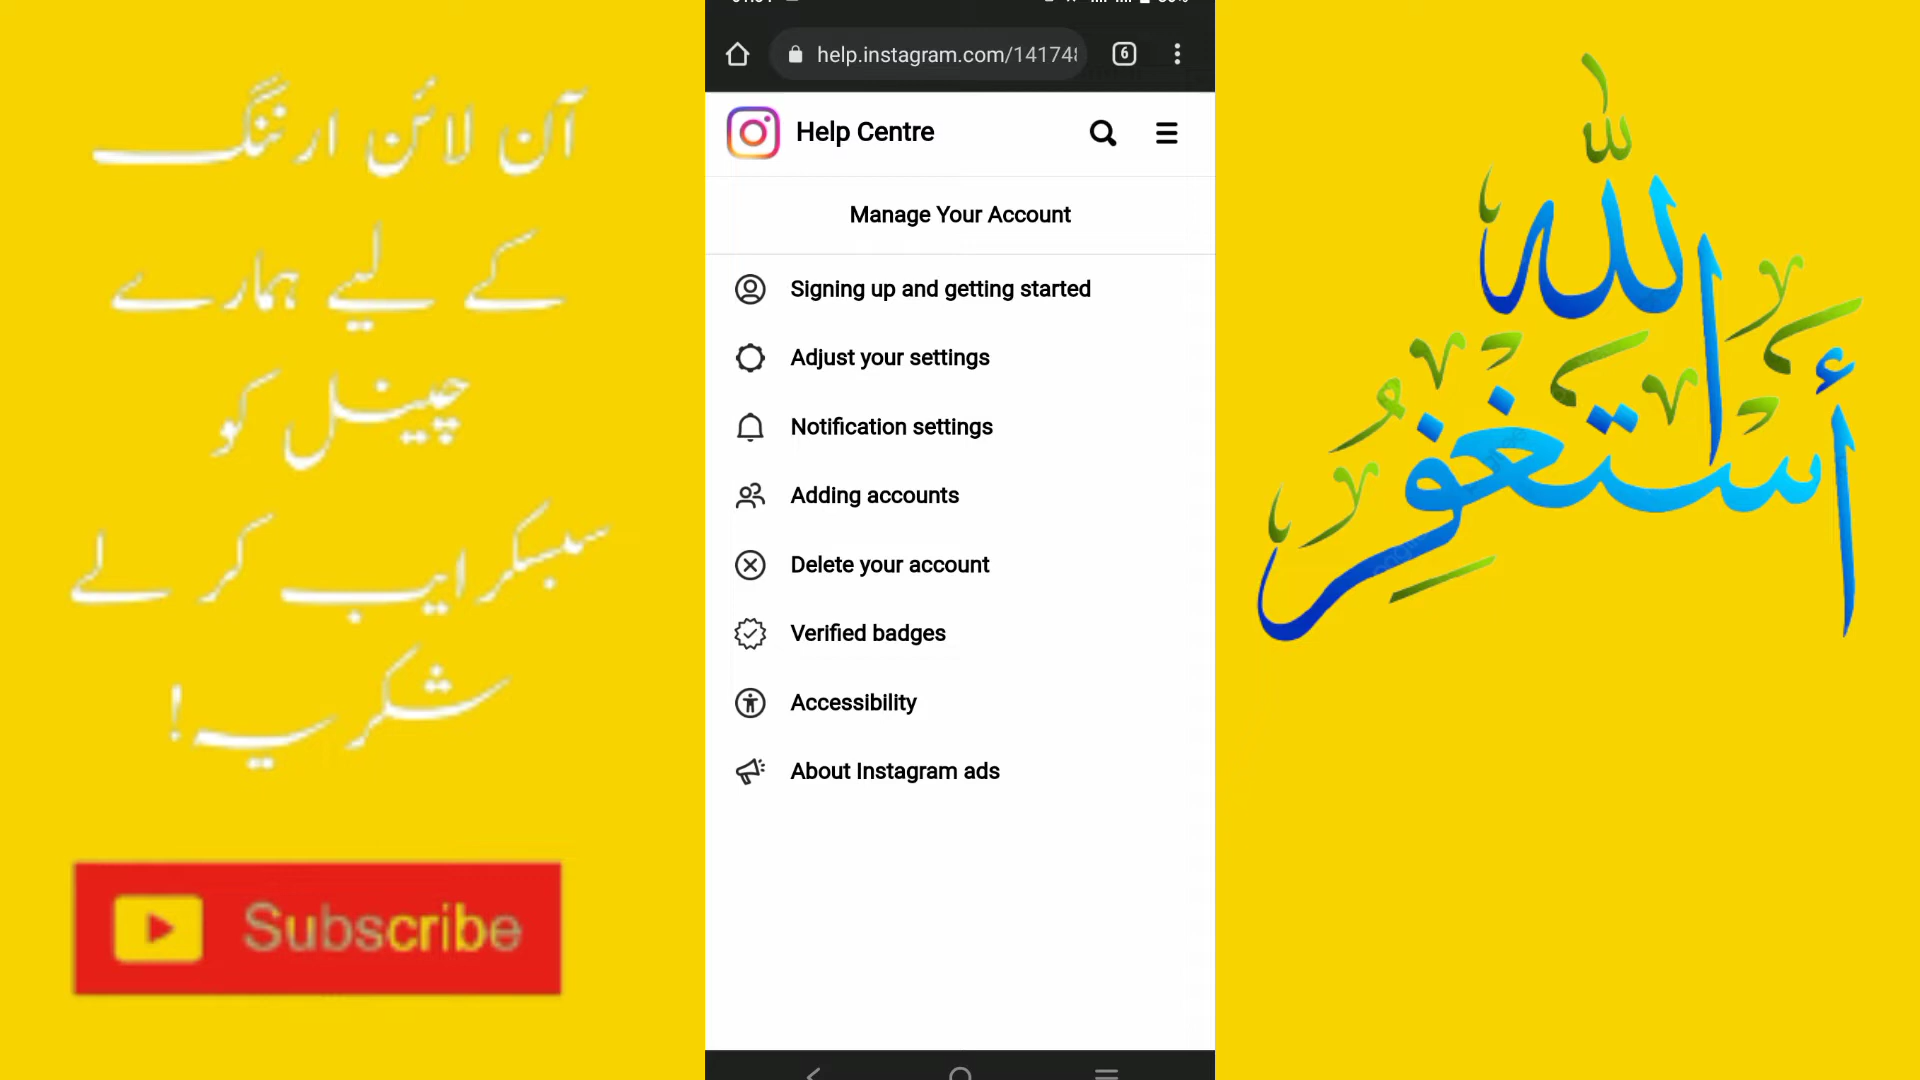 آن لائن ارننگ
کے لیے ہمارے
چینل کو
سبسکرایب کر لے
شکریہ!
Subscribe
help.instagram.com/141748
6
Help Centre
Manage Your Account
Signing up and getting started
Adjust your settings
Notification settings
Adding accounts
Delete your account
Verified badges
Accessibility
About Instagram ads
أستغفر الله